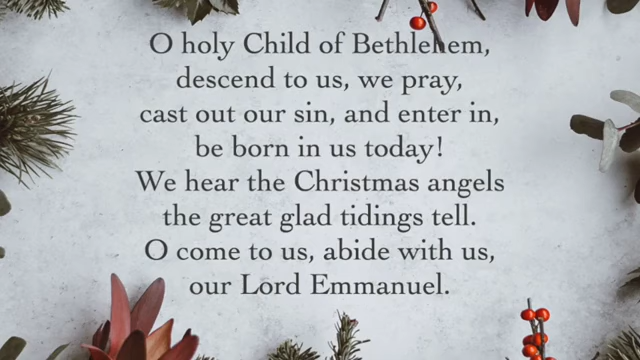 O holy Child of Bethlehem,
descend to us, we pray,
cast out our sin, and enter in,
be born in us today!
We hear the Christmas angels
the great glad tidings tell.
O come to us, abide with us,
our Lord Emmanuel.